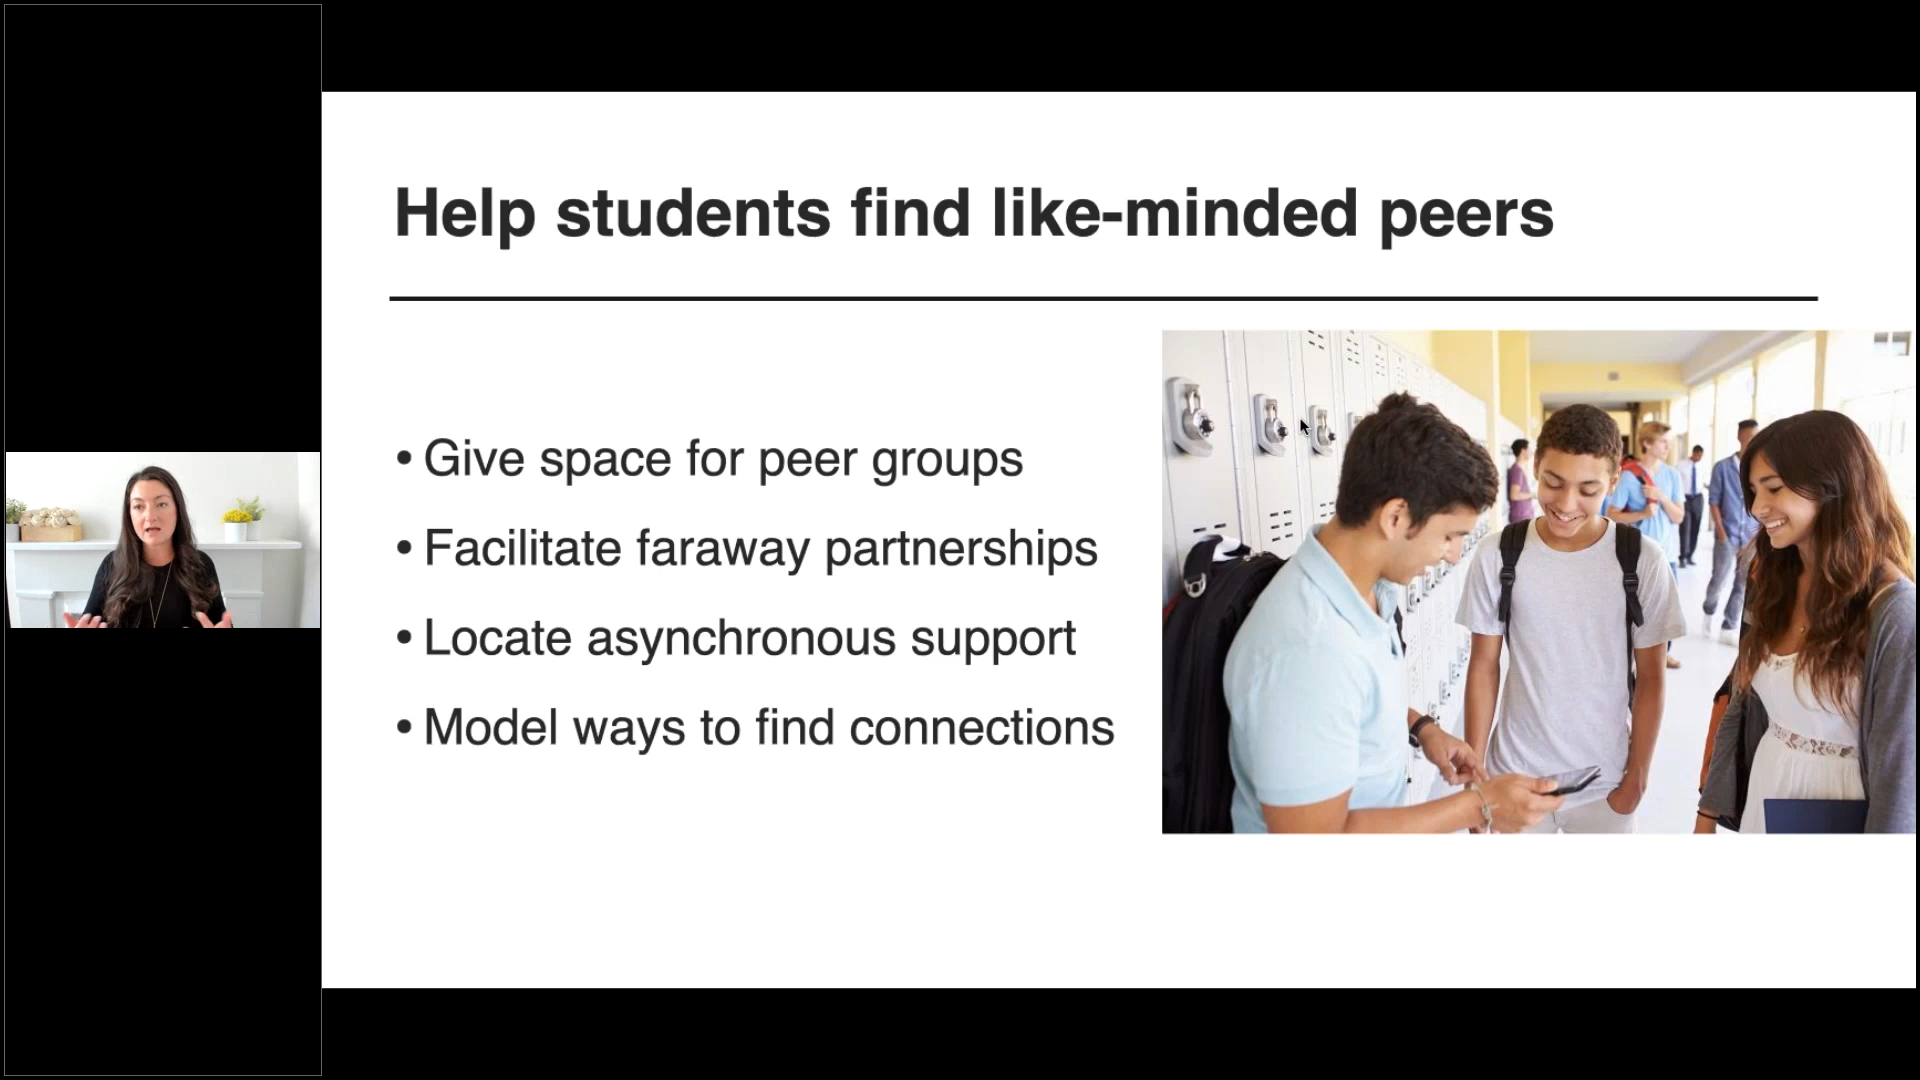 Help students find like-minded peers
• Give space for peer groups
• Facilitate faraway partnerships
• Locate asynchronous support
• Model ways to find connections